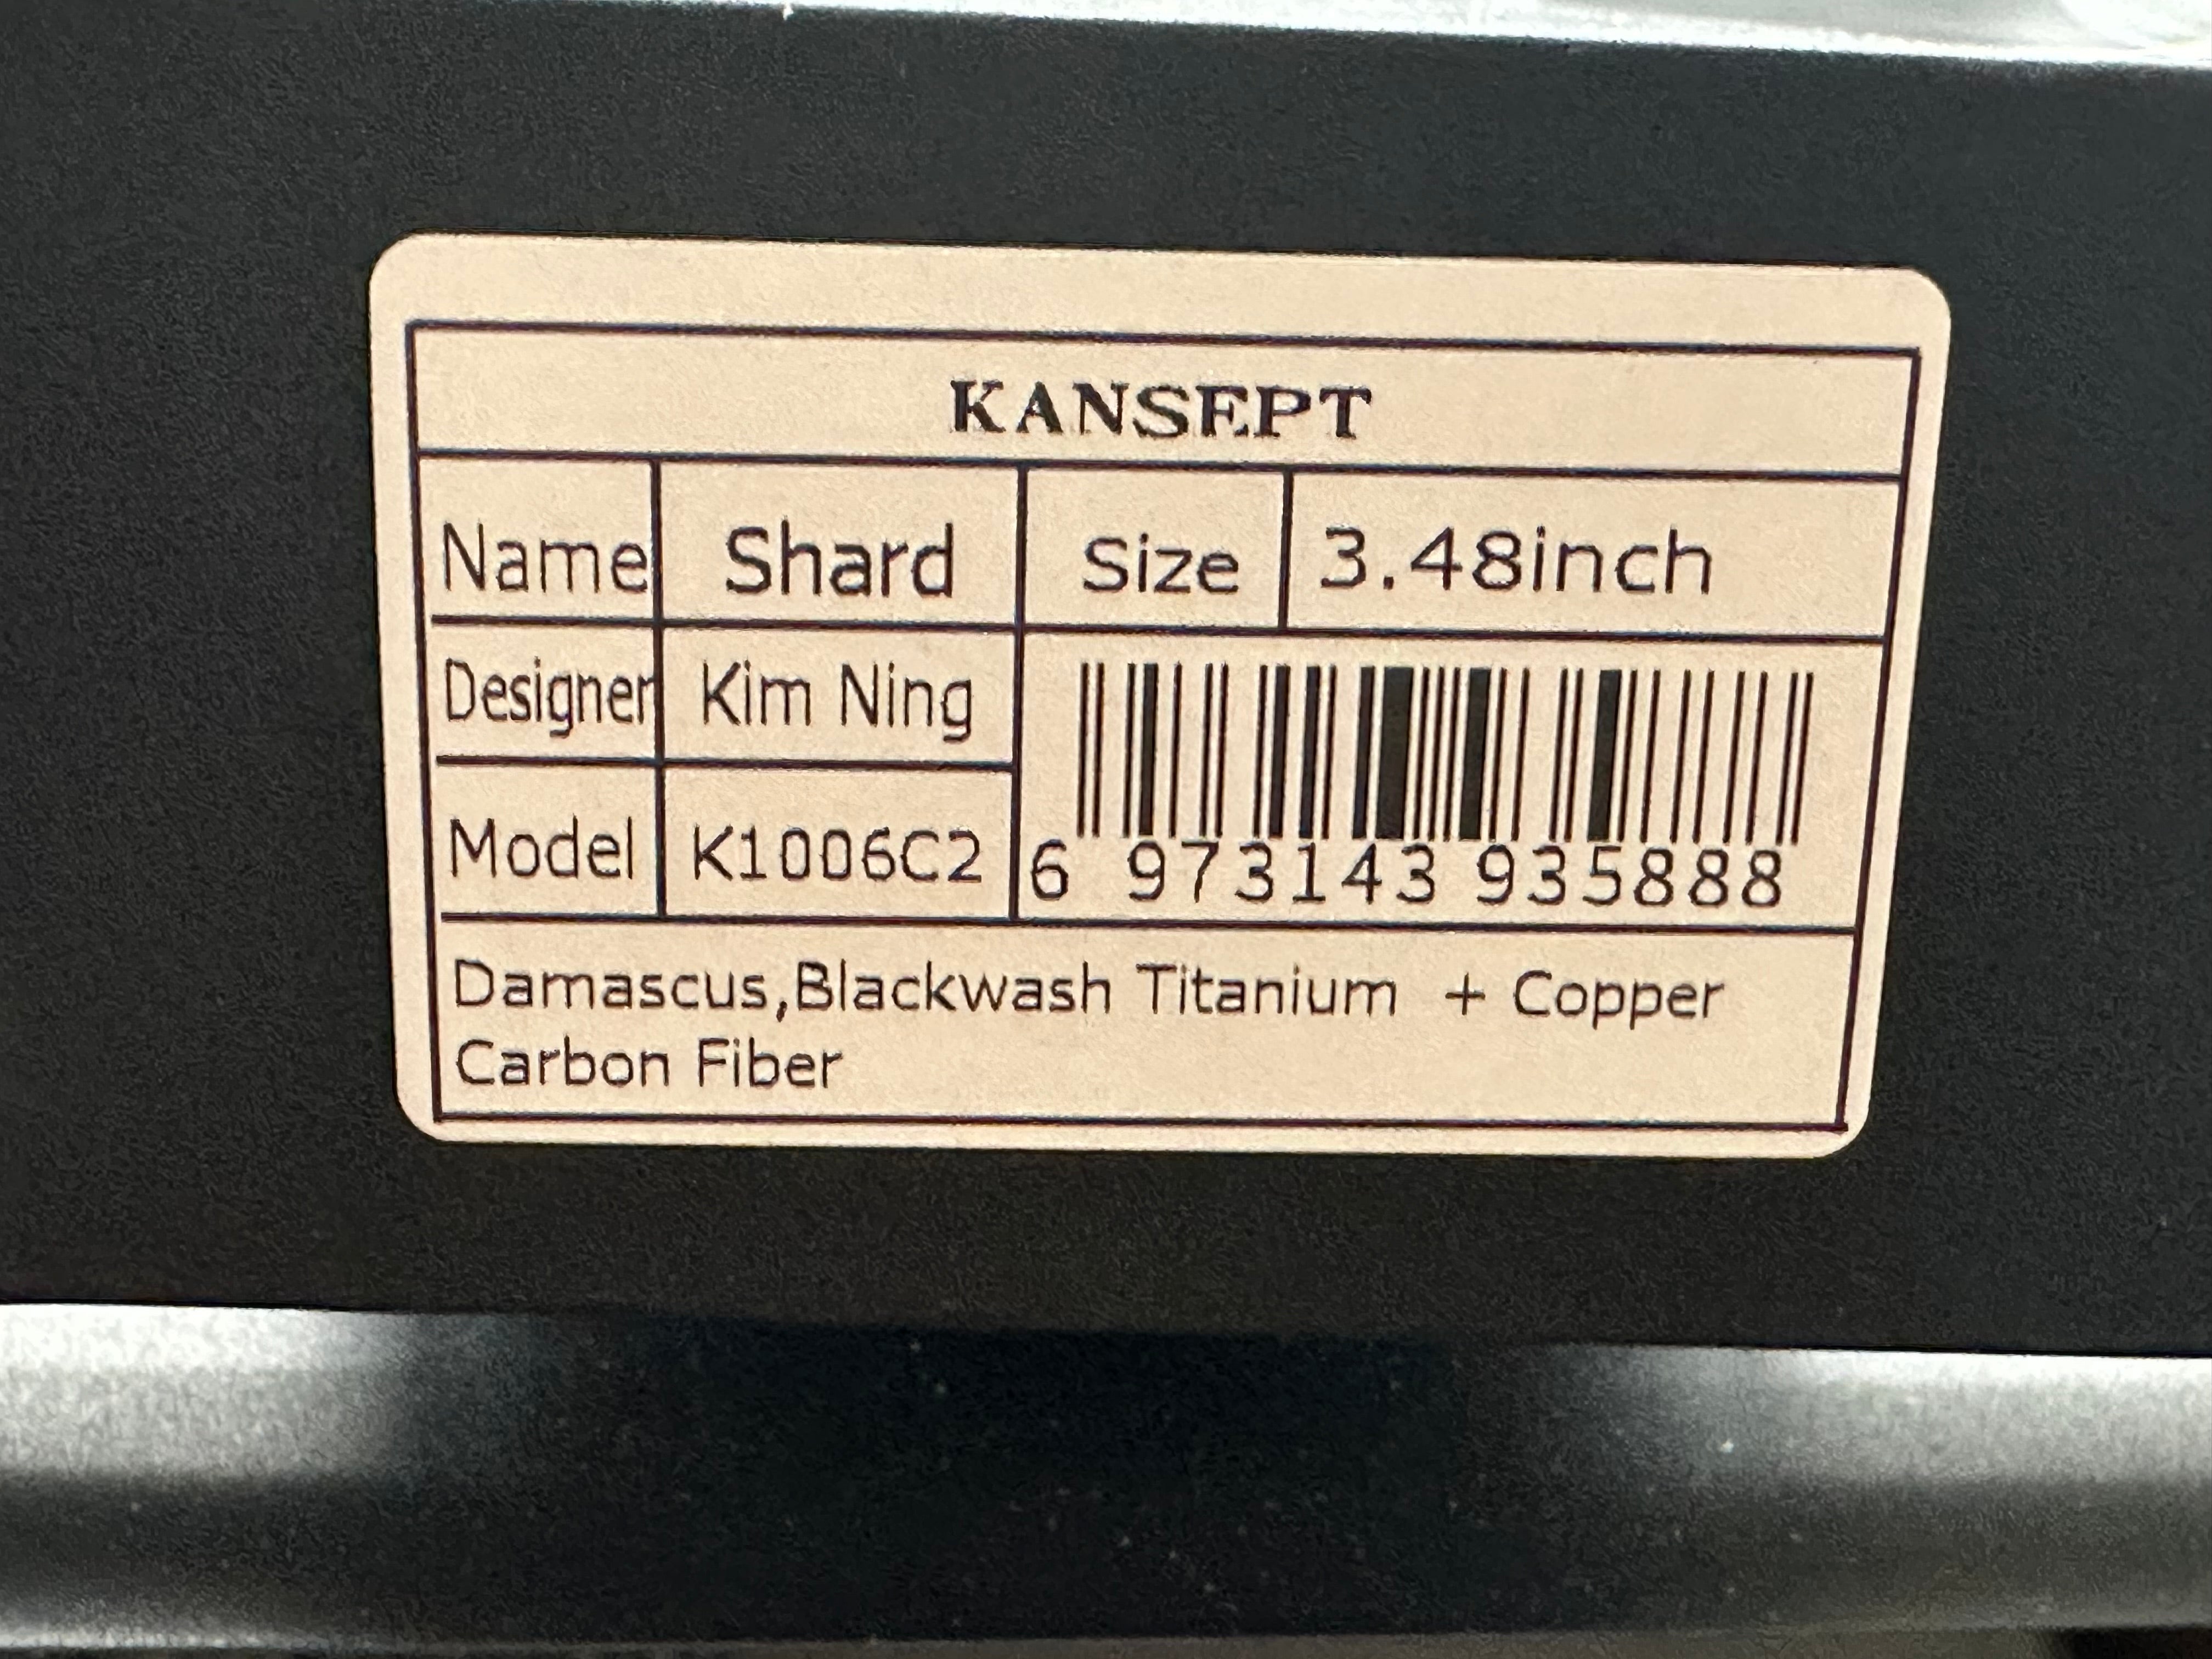 KANSEPT
Name Shard Size 3.48inch
Designer Kim Ning
Model K1006C2 6 973143 935888
Damascus,Blackwash Titanium + Copper
Carbon Fiber